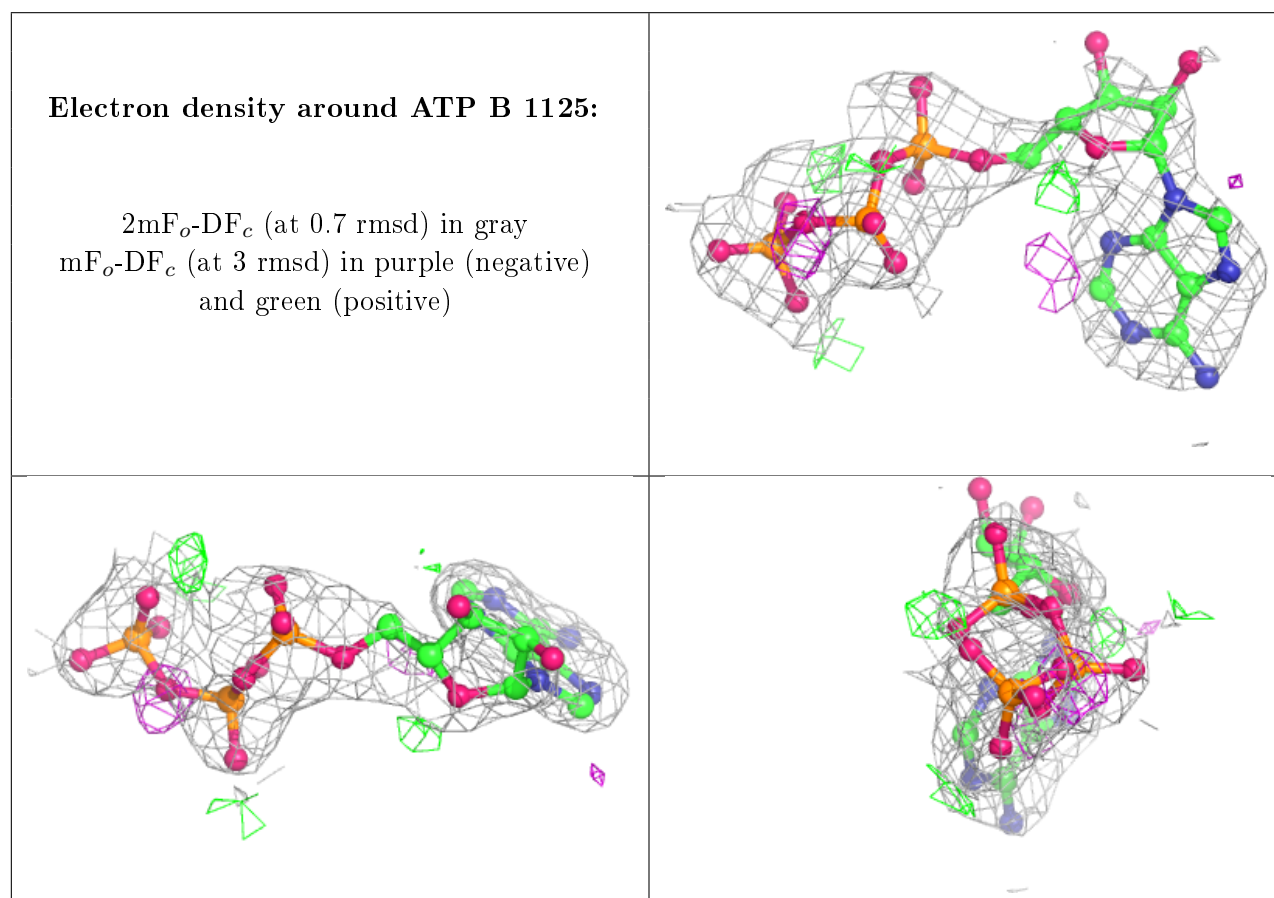 Electron density around ATP B 1125:
2mFₒ-DF𝒸 (at 0.7 rmsd) in gray
mFₒ-DF𝒸 (at 3 rmsd) in purple (negative)
and green (positive)